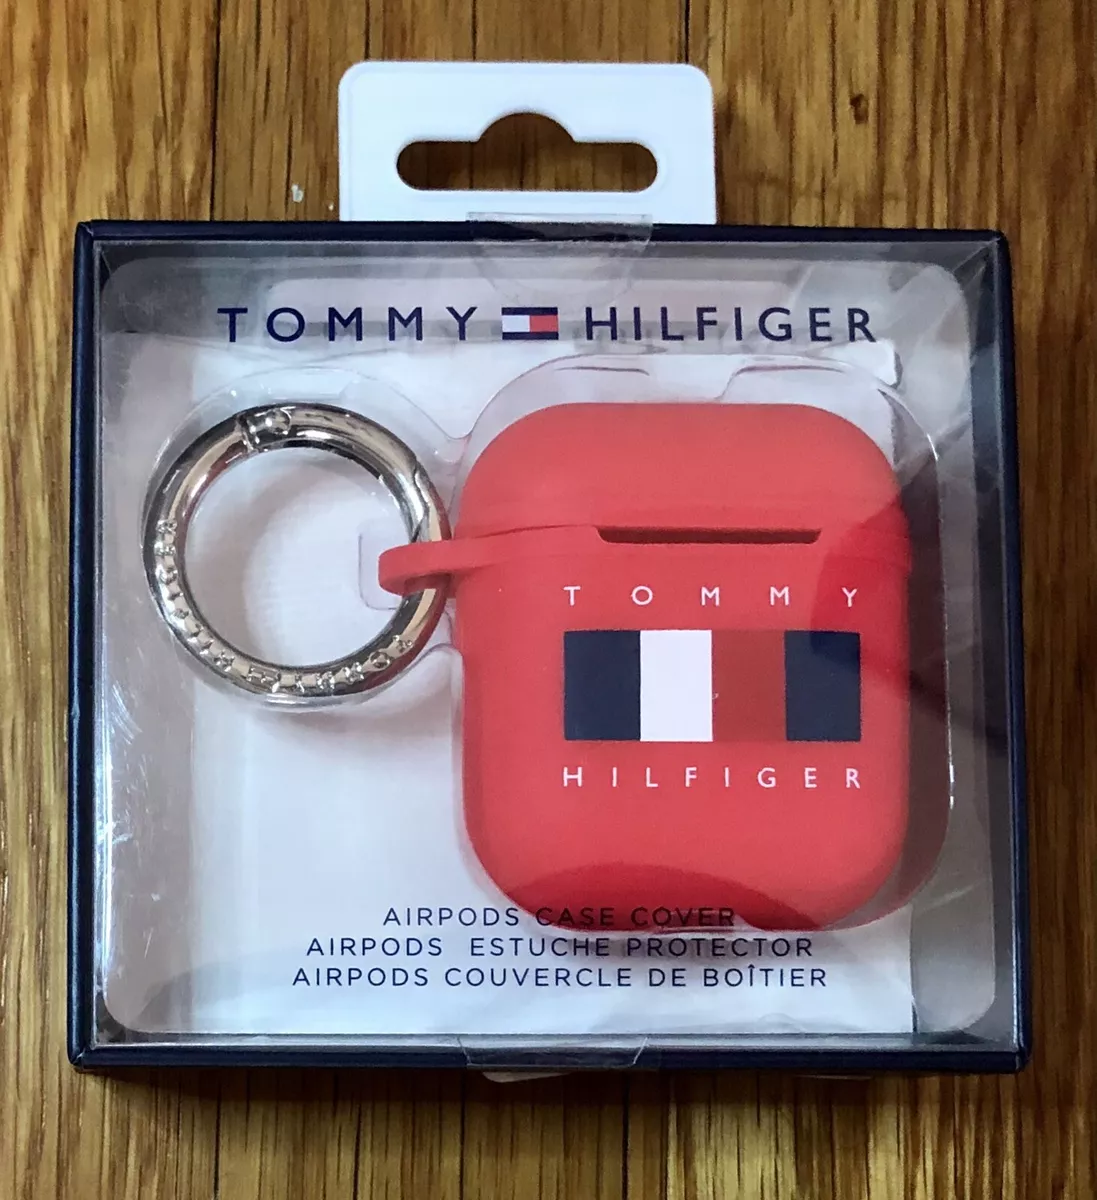 TOMMY HILFIGER
TOMMY
HILFIGER
AIRPODS CASE COVER
AIRPODS ESTUCHE PROTECTOR
AIRPODS COUVERCLE DE BOÎTIER